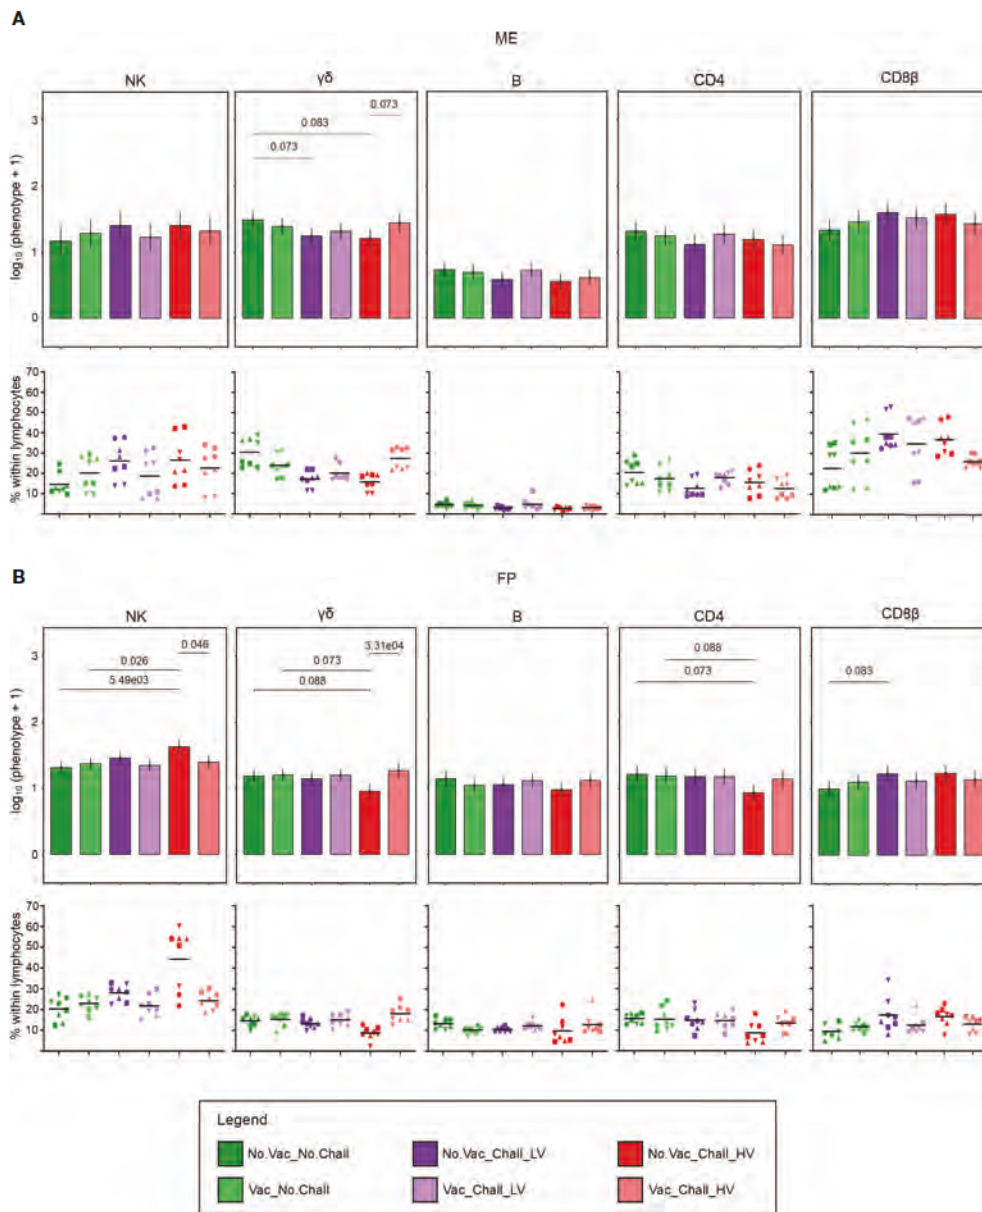 A
ME
NK γδ B CD4 CD8β
log₁₀ (phenotype + 1)
3
2
1
0
0.073
0.083
0.073
% within lymphocytes
70
60
50
40
30
20
10
B
FP
NK γδ B CD4 CD8β
log₁₀ (phenotype + 1)
3
2
1
0
0.046
0.026
5.49e03
3.31e04
0.073
0.088
0.088
0.073
0.083
% within lymphocytes
70
60
50
40
30
20
10
Legend
No.Vac_No.Chall No.Vac_Chall_LV No.Vac_Chall_HV
Vac_No.Chall Vac_Chall_LV Vac_Chall_HV